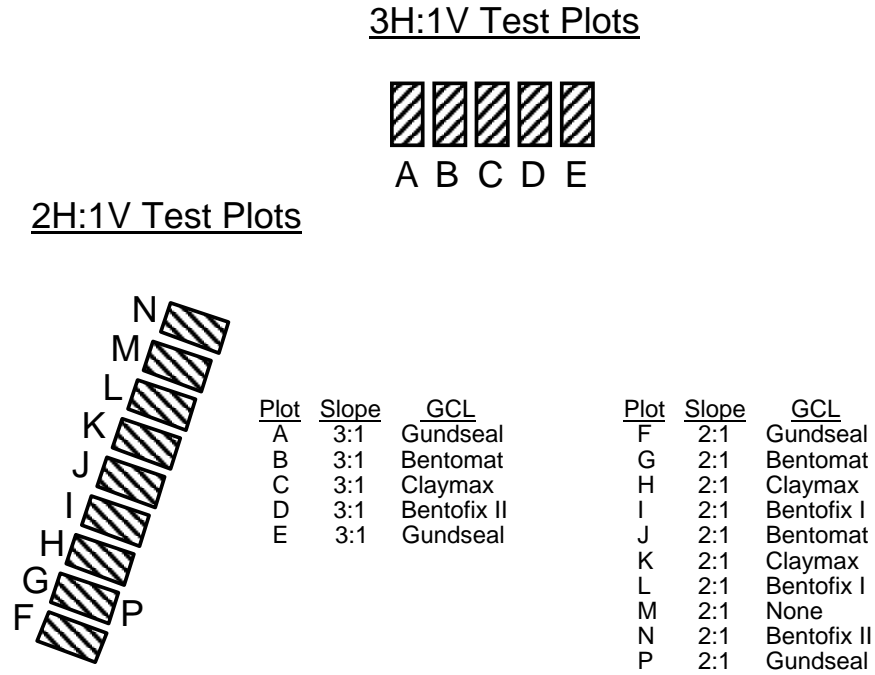 3H:1V Test Plots
A B C D E
2H:1V Test Plots
N
M
L
K
J
I
H
G
F P
Plot Slope GCL
A 3:1 Gundseal
B 3:1 Bentomat
C 3:1 Claymax
D 3:1 Bentofix II
E 3:1 Gundseal
Plot Slope GCL
F 2:1 Gundseal
G 2:1 Bentomat
H 2:1 Claymax
I 2:1 Bentofix I
J 2:1 Bentomat
K 2:1 Claymax
L 2:1 Bentofix I
M 2:1 None
N 2:1 Bentofix II
P 2:1 Gundseal